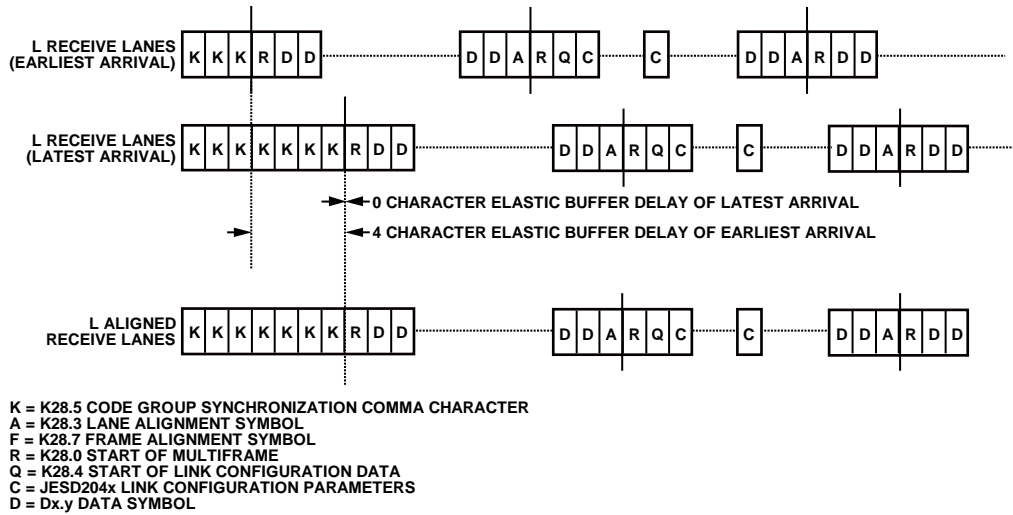 L RECEIVE LANES
(EARLIEST ARRIVAL)
K K K R D D
D D A R Q C
C
D D A R D D
L RECEIVE LANES
(LATEST ARRIVAL)
K K K K K K K R D D
D D A R Q C
C
D D A R D D
0 CHARACTER ELASTIC BUFFER DELAY OF LATEST ARRIVAL
4 CHARACTER ELASTIC BUFFER DELAY OF EARLIEST ARRIVAL
L ALIGNED
RECEIVE LANES
K K K K K K K R D D
D D A R Q C
C
D D A R D D
K = K28.5 CODE GROUP SYNCHRONIZATION COMMA CHARACTER
A = K28.3 LANE ALIGNMENT SYMBOL
F = K28.7 FRAME ALIGNMENT SYMBOL
R = K28.0 START OF MULTIFRAME
Q = K28.4 START OF LINK CONFIGURATION DATA
C = JESD204x LINK CONFIGURATION PARAMETERS
D = Dx.y DATA SYMBOL